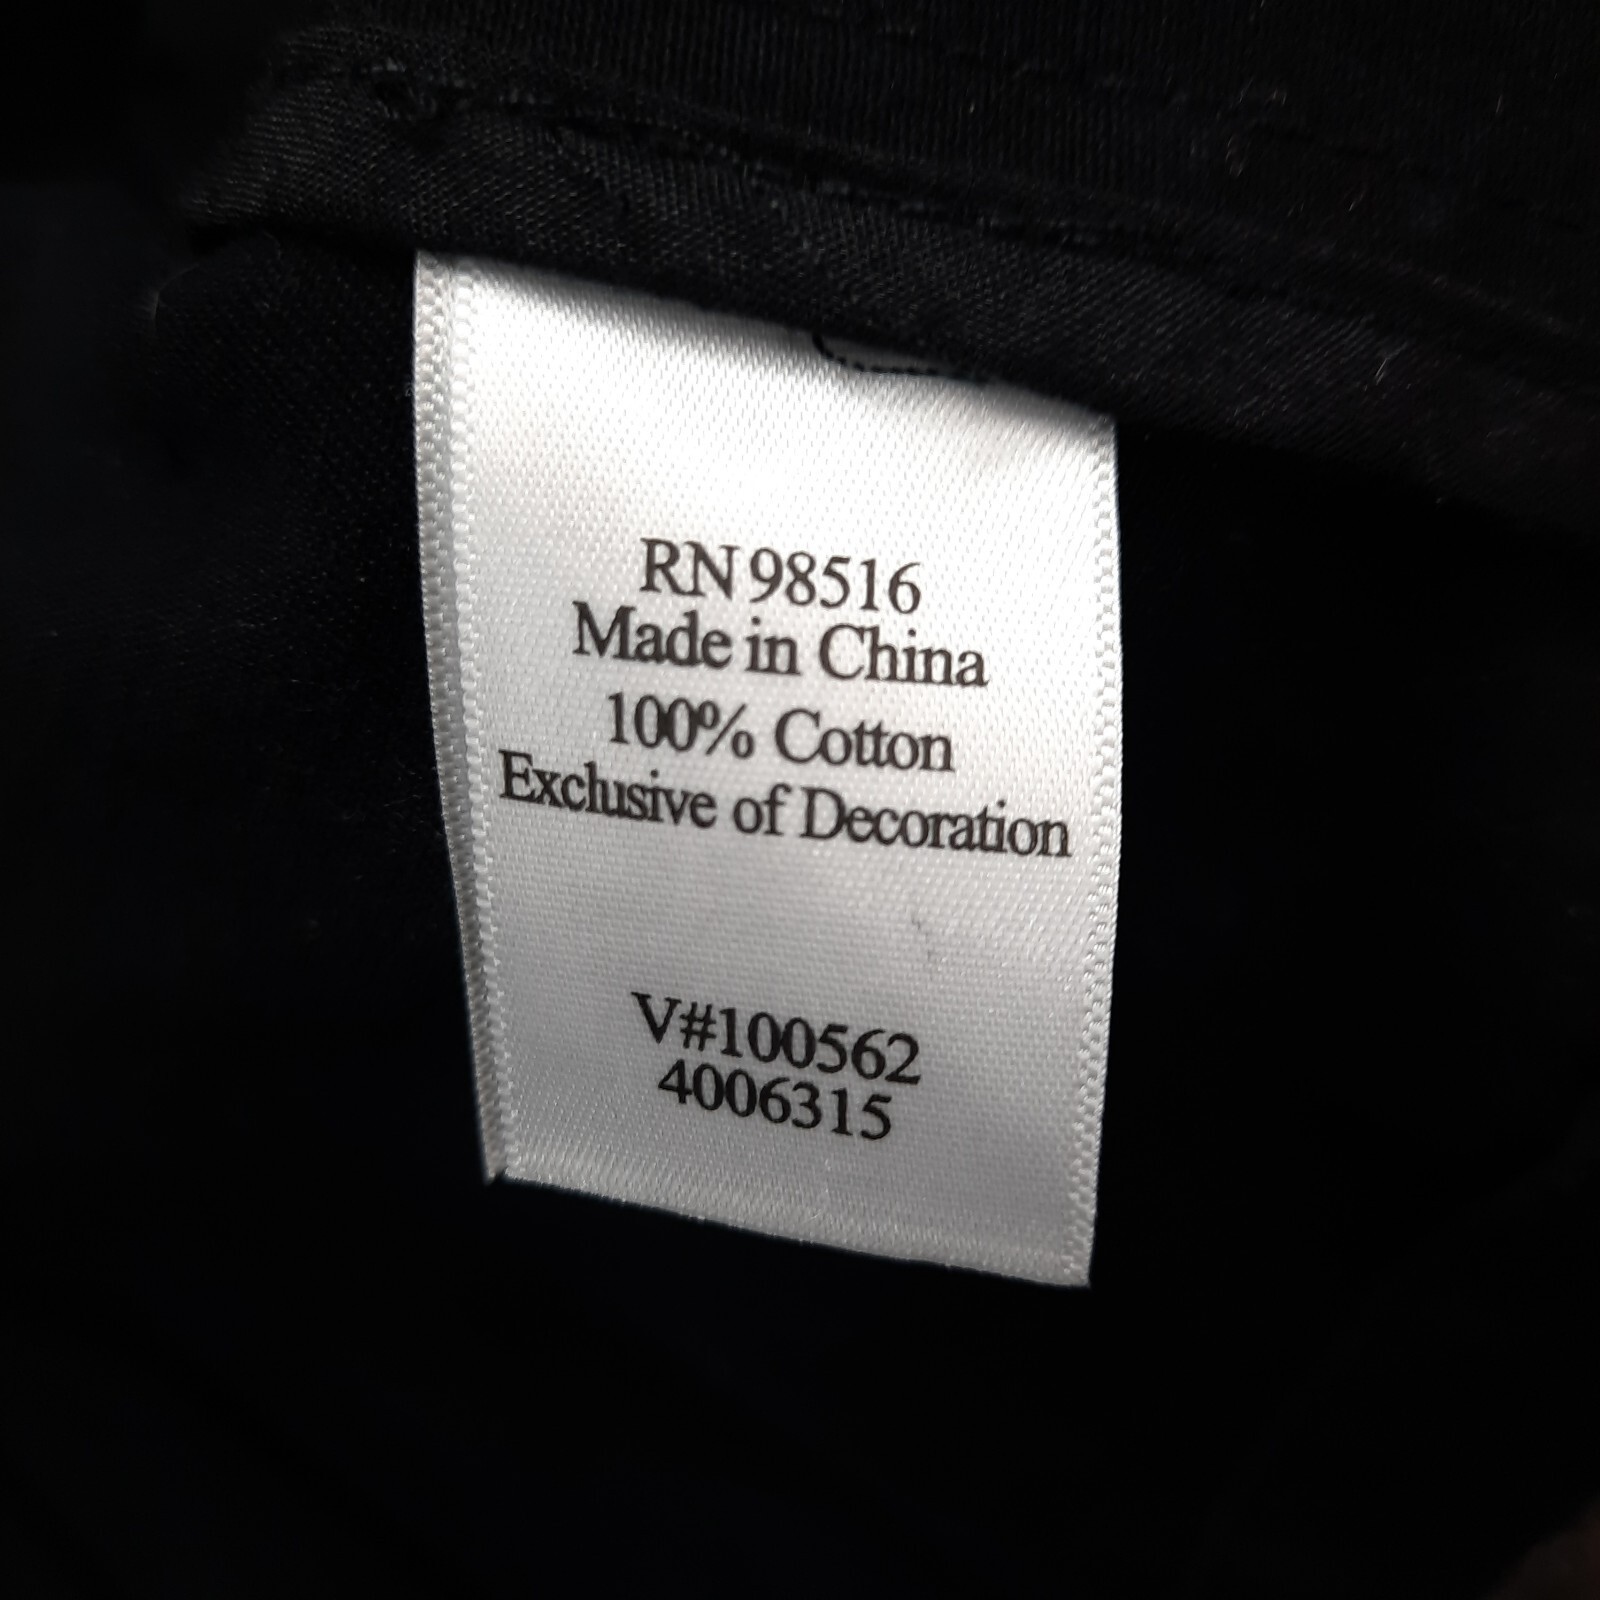 RN 98516
Made in China
100% Cotton
Exclusive of Decoration
V#100562
4006315